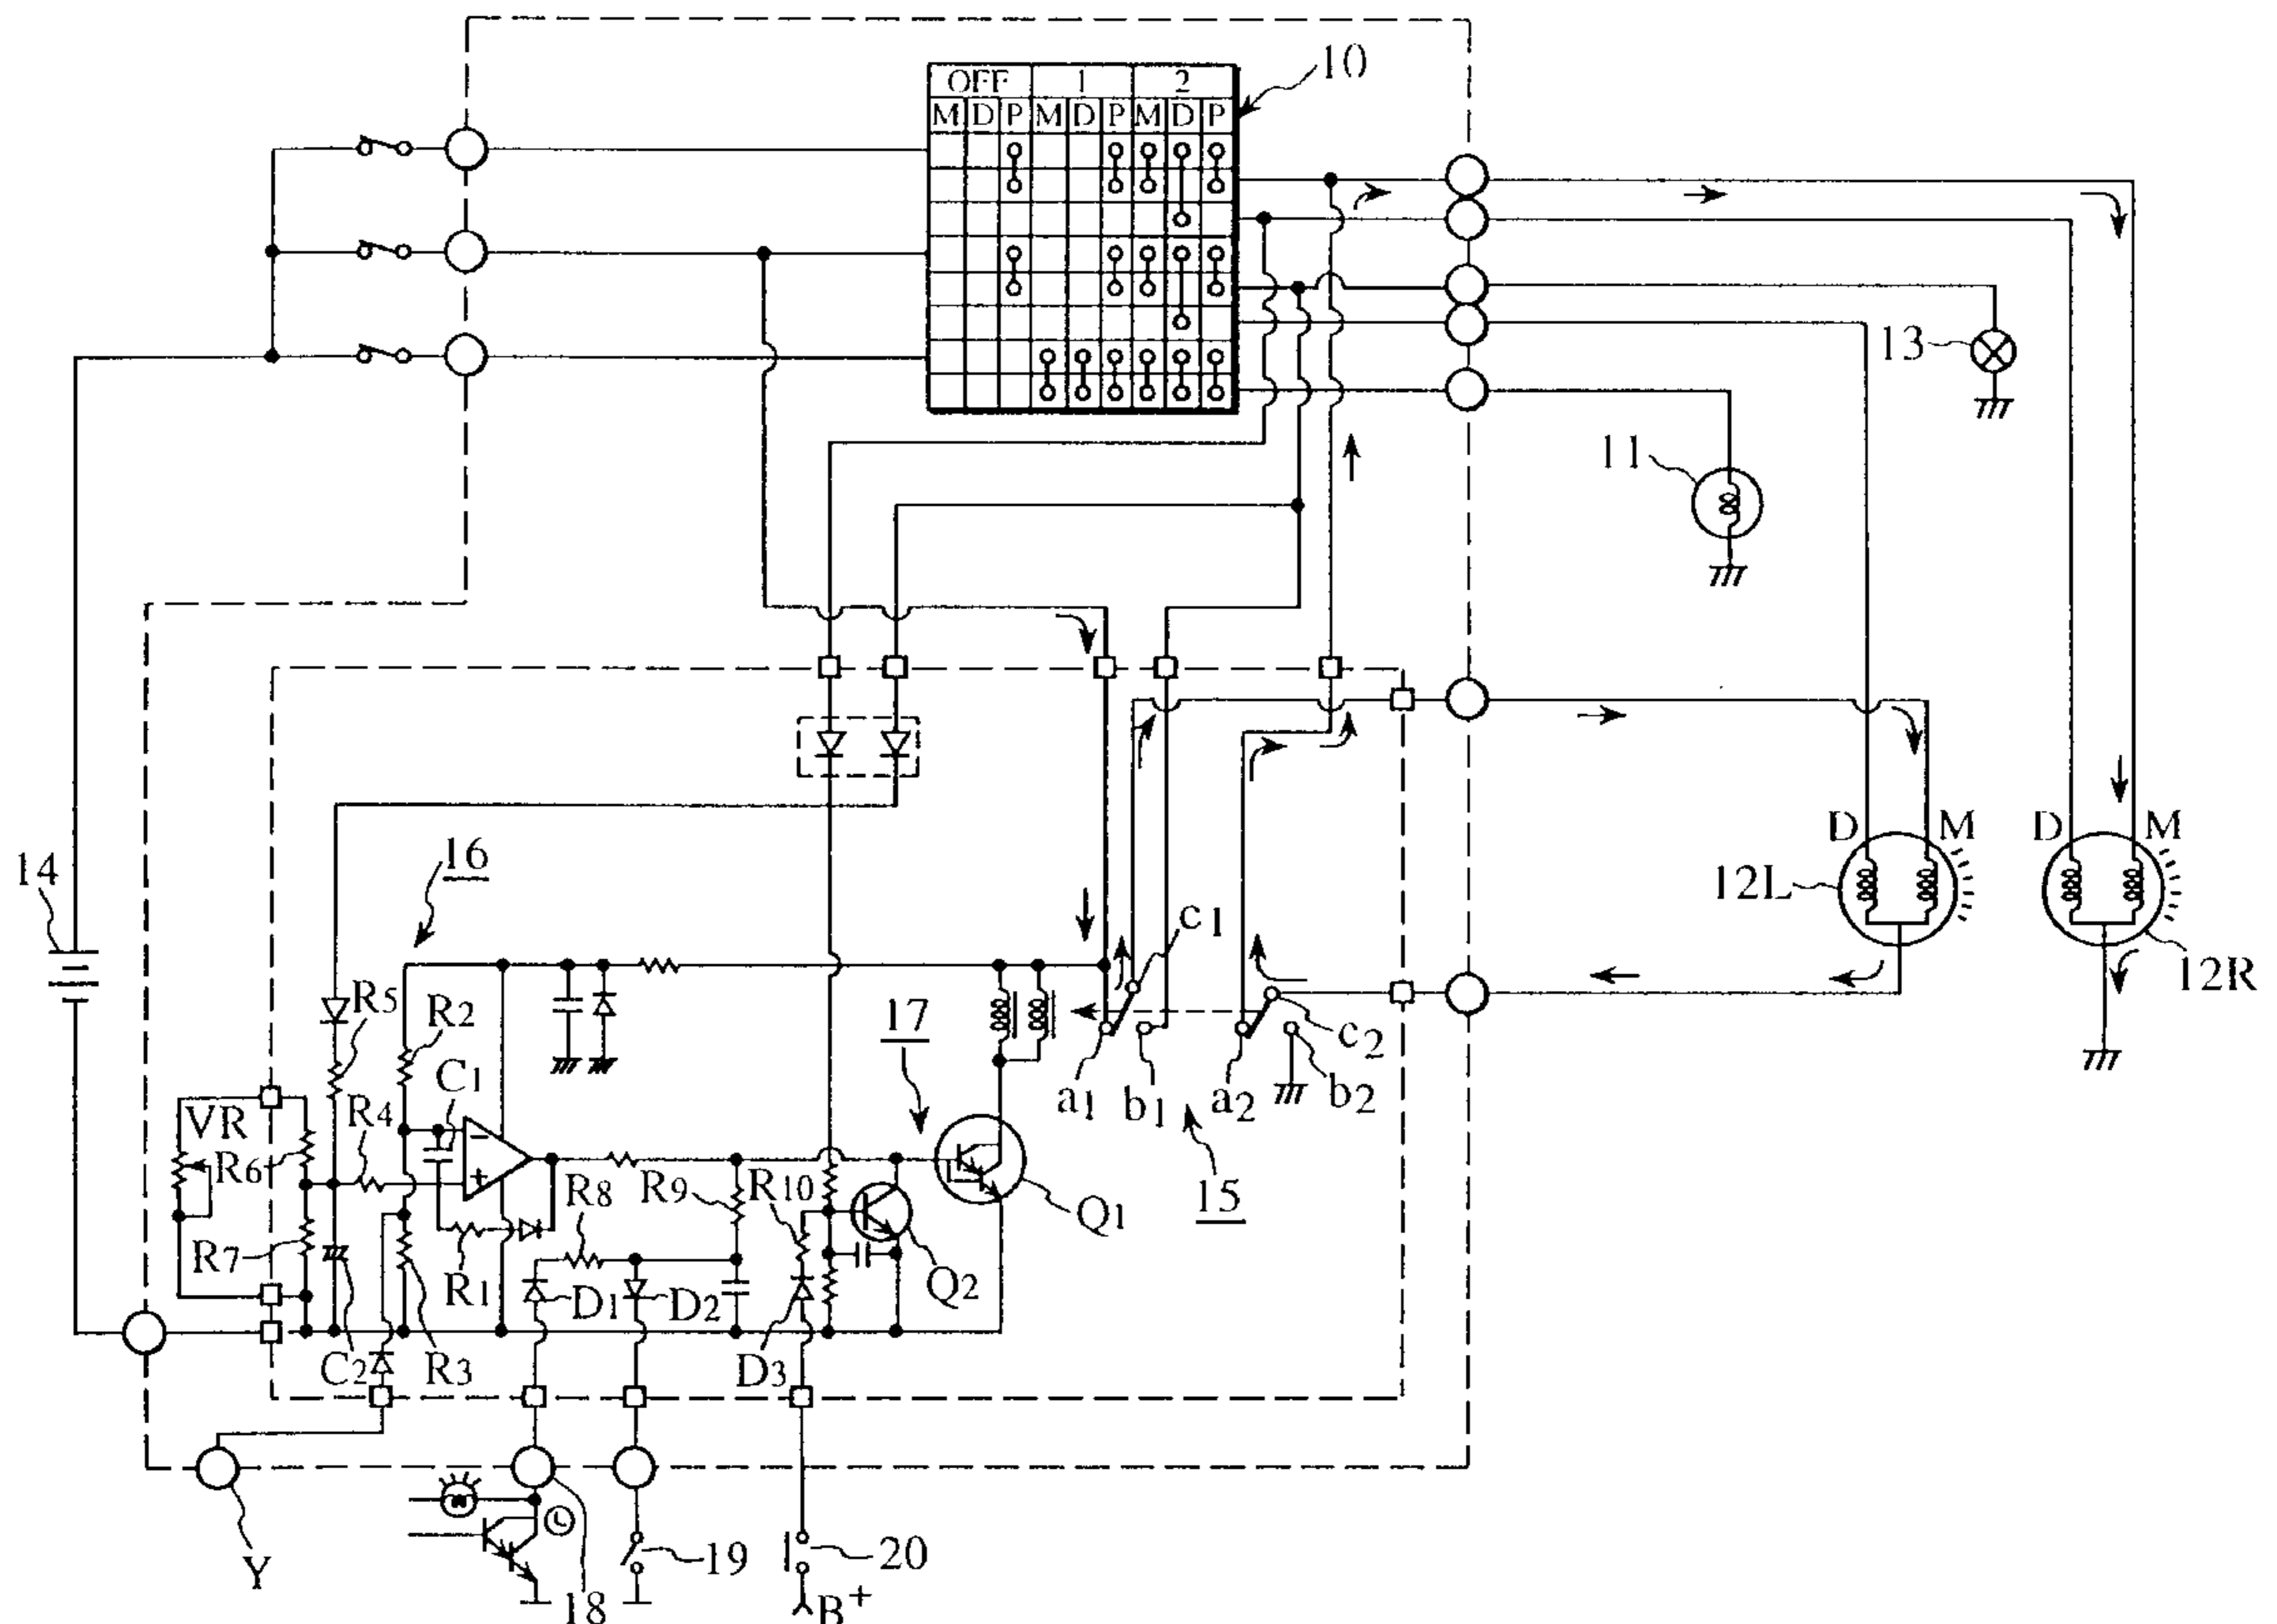 10
OFF 1 2
M D P M D P M D P
13
11
14
16
D M D M
12L
12R
c1
R5
R2
17
C1
c2
a1 b1 a2 b2
VR
R4
R6
R8
R9
R10
Q1
15
R7
R1
D1
D2
Q2
C2
R3
D3
Y
18
19
20
B+